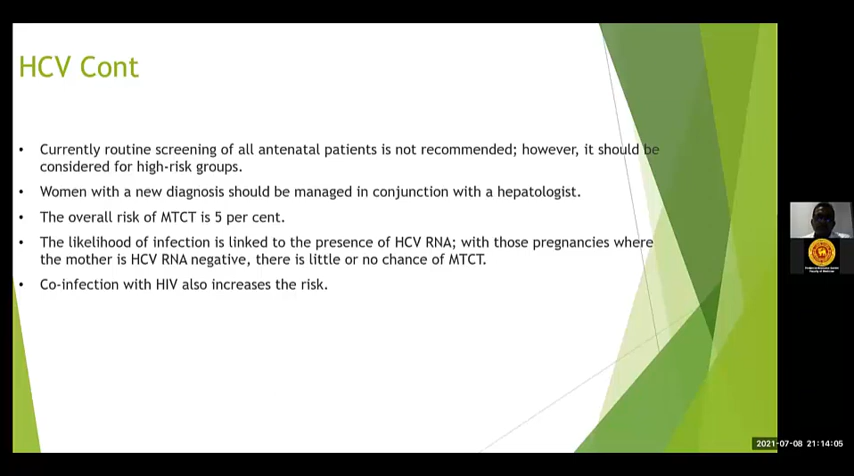 HCV Cont
• Currently routine screening of all antenatal patients is not recommended; however, it should be
considered for high-risk groups.
• Women with a new diagnosis should be managed in conjunction with a hepatologist.
• The overall risk of MTCT is 5 per cent.
• The likelihood of infection is linked to the presence of HCV RNA; with those pregnancies where
the mother is HCV RNA negative, there is little or no chance of MTCT.
• Co-infection with HIV also increases the risk.
Faculty of Medicine
2021-07-08 21:14:05